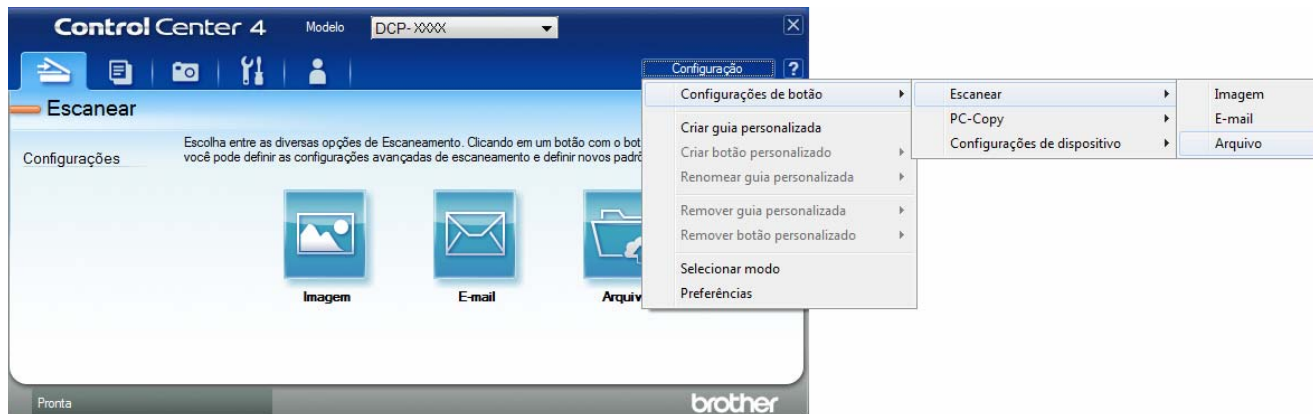 Control Center 4 Modelo DCP-XXXX
Configuração ?
Escanear
Configurações
Escolha entre as diversas opções de Escaneamento. Clicando em um botão com o bot
você pode definir as configurações avançadas de escaneamento e definir novos padrõ
Imagem E-mail Arquiv
Configurações de botão
Criar guia personalizada
Criar botão personalizado
Renomear guia personalizada
Remover guia personalizada
Remover botão personalizado
Selecionar modo
Preferências
Escanear
PC-Copy
Configurações de dispositivo
Imagem
E-mail
Arquivo
Pronta brother